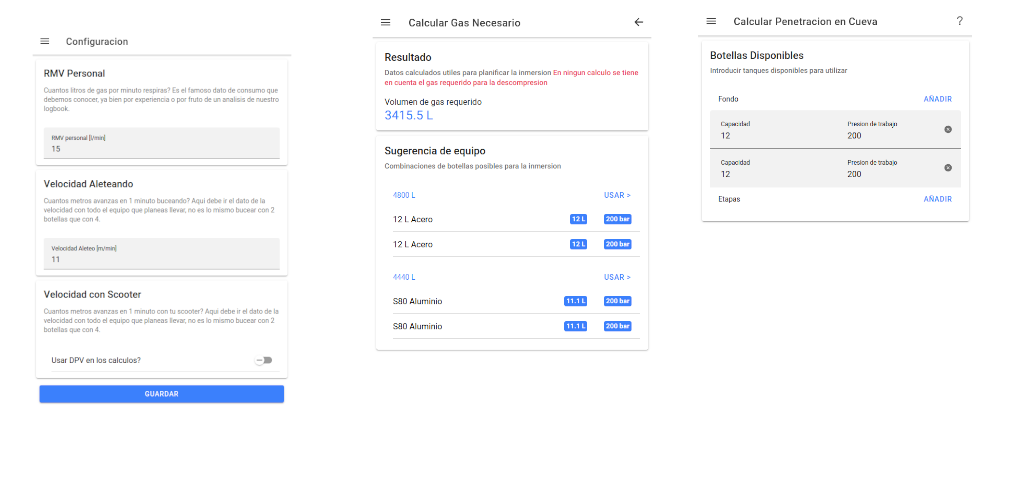 Configuracion
RMV Personal
Cuantos litros de gas por minuto respiras? Es el famoso dato de consumo que
debemos conocer, ya bien por experiencia o por fruto de un analisis de nuestro
logbook.
RMV personal [l/min]
15
Velocidad Aleteando
Cuantos metros avanzas en 1 minuto buceando? Aqui debe ir el dato de la
velocidad con todo el equipo que planeas llevar, no es lo mismo bucear con 2
botellas que con 4.
Velocidad Aleteo [m/min]
11
Velocidad con Scooter
Cuantos metros avanzas en 1 minuto con tu scooter? Aqui debe ir el dato de la
velocidad con todo el equipo que planeas llevar, no es lo mismo bucear con 2
botellas que con 4.
Usar DPV en los calculos?
GUARDAR
Calcular Gas Necesario
Resultado
Datos calculados utiles para planificar la inmersion En ningun calculo se tiene
en cuenta el gas requerido para la descompresion
Volumen de gas requerido
3415.5 L
Sugerencia de equipo
Combinaciones de botellas posibles para la inmersion
4800 L USAR >
12 L Acero 12 L 200 bar
12 L Acero 12 L 200 bar
4440 L USAR >
S80 Aluminio 11.1 L 200 bar
S80 Aluminio 11.1 L 200 bar
Calcular Penetracion en Cueva ?
Botellas Disponibles
Introducir tanques disponibles para utilizar
Fondo AÑADIR
Capacidad Presion de trabajo
12 200
Capacidad Presion de trabajo
12 200
Etapas AÑADIR